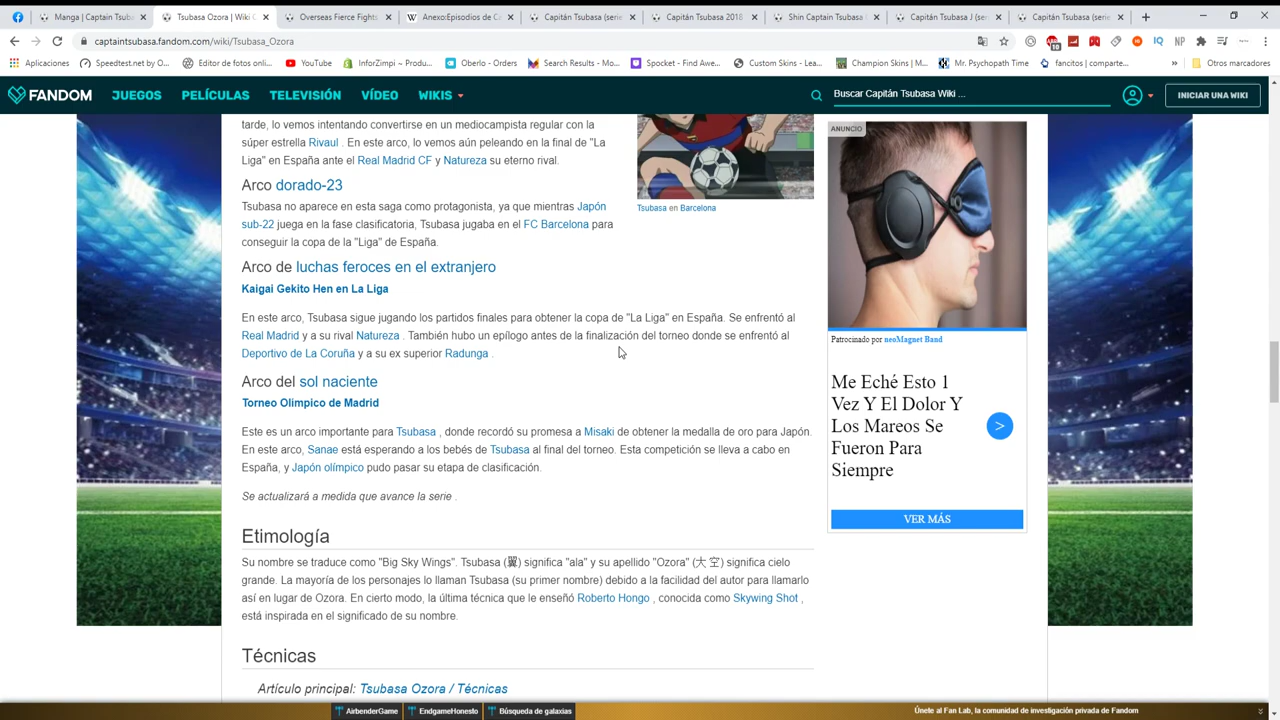 Manga | Captain Tsuba
Tsubasa Ozora | Wiki C
Overseas Fierce Fights
Anexo:Episodios de C
Capitán Tsubasa (serie
Capitán Tsubasa 2018
Shin Captain Tsubasa
Capitán Tsubasa J (seri
Capitán Tsubasa (serie
captaintsubasa.fandom.com/wiki/Tsubasa_Ozora
10
IQ
NP
Aplicaciones
Speedtest.net by O...
Editor de fotos onli...
YouTube
InforZimpi ~ Produ...
Oberlo - Orders
Search Results - Mo...
Spocket - Find Awe...
Custom Skins - Lea...
Champion Skins | M...
Mr. Psychopath Time
fancitos | comparte...
»
Otros marcadores
FANDOM
JUEGOS
PELÍCULAS
TELEVISIÓN
VÍDEO
WIKIS
Buscar Capitán Tsubasa Wiki ...
INICIAR UNA WIKI
tarde, lo vemos intentando convertirse en un mediocampista regular con la
súper estrella Rivaul . En este arco, lo vemos aún peleando en la final de "La
Liga" en España ante el Real Madrid CF y Natureza su eterno rival.
Arco dorado-23
Tsubasa no aparece en esta saga como protagonista, ya que mientras Japón
sub-22 juega en la fase clasificatoria, Tsubasa jugaba en el FC Barcelona para
conseguir la copa de la "Liga" de España.
Tsubasa en Barcelona
Arco de luchas feroces en el extranjero
Kaigai Gekito Hen en La Liga
En este arco, Tsubasa sigue jugando los partidos finales para obtener la copa de "La Liga" en España. Se enfrentó al
Real Madrid y a su rival Natureza . También hubo un epílogo antes de la finalización del torneo donde se enfrentó al
Deportivo de La Coruña y a su ex superior Radunga .
Arco del sol naciente
Torneo Olimpico de Madrid
Este es un arco importante para Tsubasa , donde recordó su promesa a Misaki de obtener la medalla de oro para Japón.
En este arco, Sanae está esperando a los bebés de Tsubasa al final del torneo. Esta competición se lleva a cabo en
España, y Japón olímpico pudo pasar su etapa de clasificación.
Se actualizará a medida que avance la serie .
Etimología
Su nombre se traduce como "Big Sky Wings". Tsubasa (翼) significa "ala" y su apellido "Ozora" (大空) significa cielo
grande. La mayoría de los personajes lo llaman Tsubasa (su primer nombre) debido a la facilidad del autor para llamarlo
así en lugar de Ozora. En cierto modo, la última técnica que le enseñó Roberto Hongo , conocida como Skywing Shot ,
está inspirada en el significado de su nombre.
Técnicas
Artículo principal: Tsubasa Ozora / Técnicas
ANUNCIO
Patrocinado por neoMagnet Band
Me Eché Esto 1
Vez Y El Dolor Y
Los Mareos Se
Fueron Para
Siempre
>
VER MÁS
AirbenderGame
EndgameHonesto
Búsqueda de galaxias
Únete al Fan Lab, la comunidad de investigación privada de Fandom